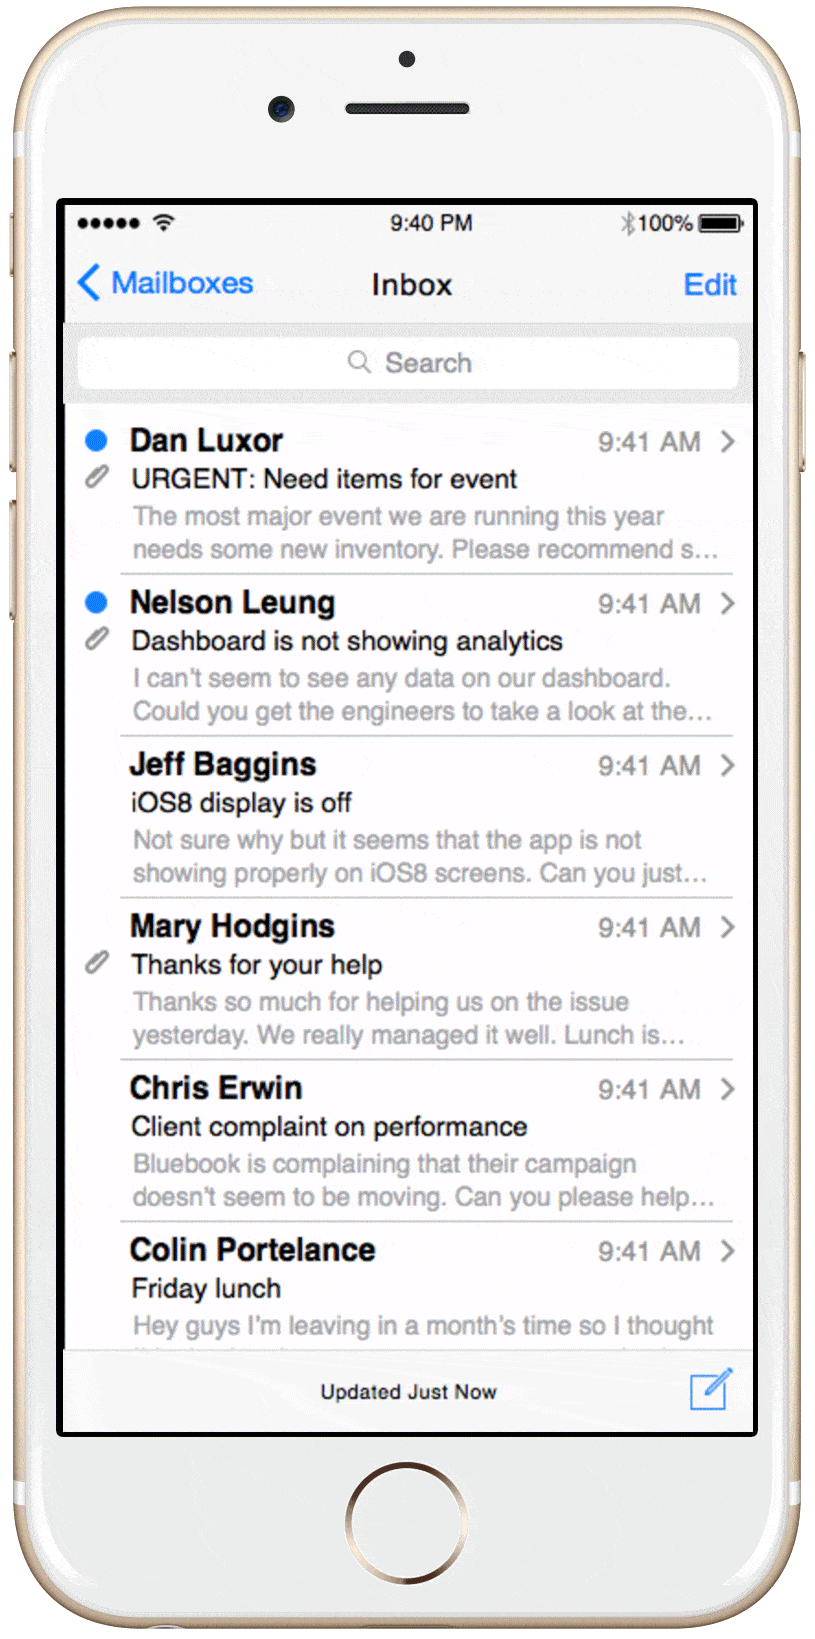 9:40 PM
100%
Mailboxes
Inbox
Edit
Search
Dan Luxor 9:41 AM
URGENT: Need items for event
The most major event we are running this year
needs some new inventory. Please recommend s...
Nelson Leung 9:41 AM
Dashboard is not showing analytics
I can't seem to see any data on our dashboard.
Could you get the engineers to take a look at the...
Jeff Baggins 9:41 AM
iOS8 display is off
Not sure why but it seems that the app is not
showing properly on iOS8 screens. Can you just...
Mary Hodgins 9:41 AM
Thanks for your help
Thanks so much for helping us on the issue
yesterday. We really managed it well. Lunch is...
Chris Erwin 9:41 AM
Client complaint on performance
Bluebook is complaining that their campaign
doesn't seem to be moving. Can you please help...
Colin Portelance 9:41 AM
Friday lunch
Hey guys I'm leaving in a month's time so I thought
Updated Just Now